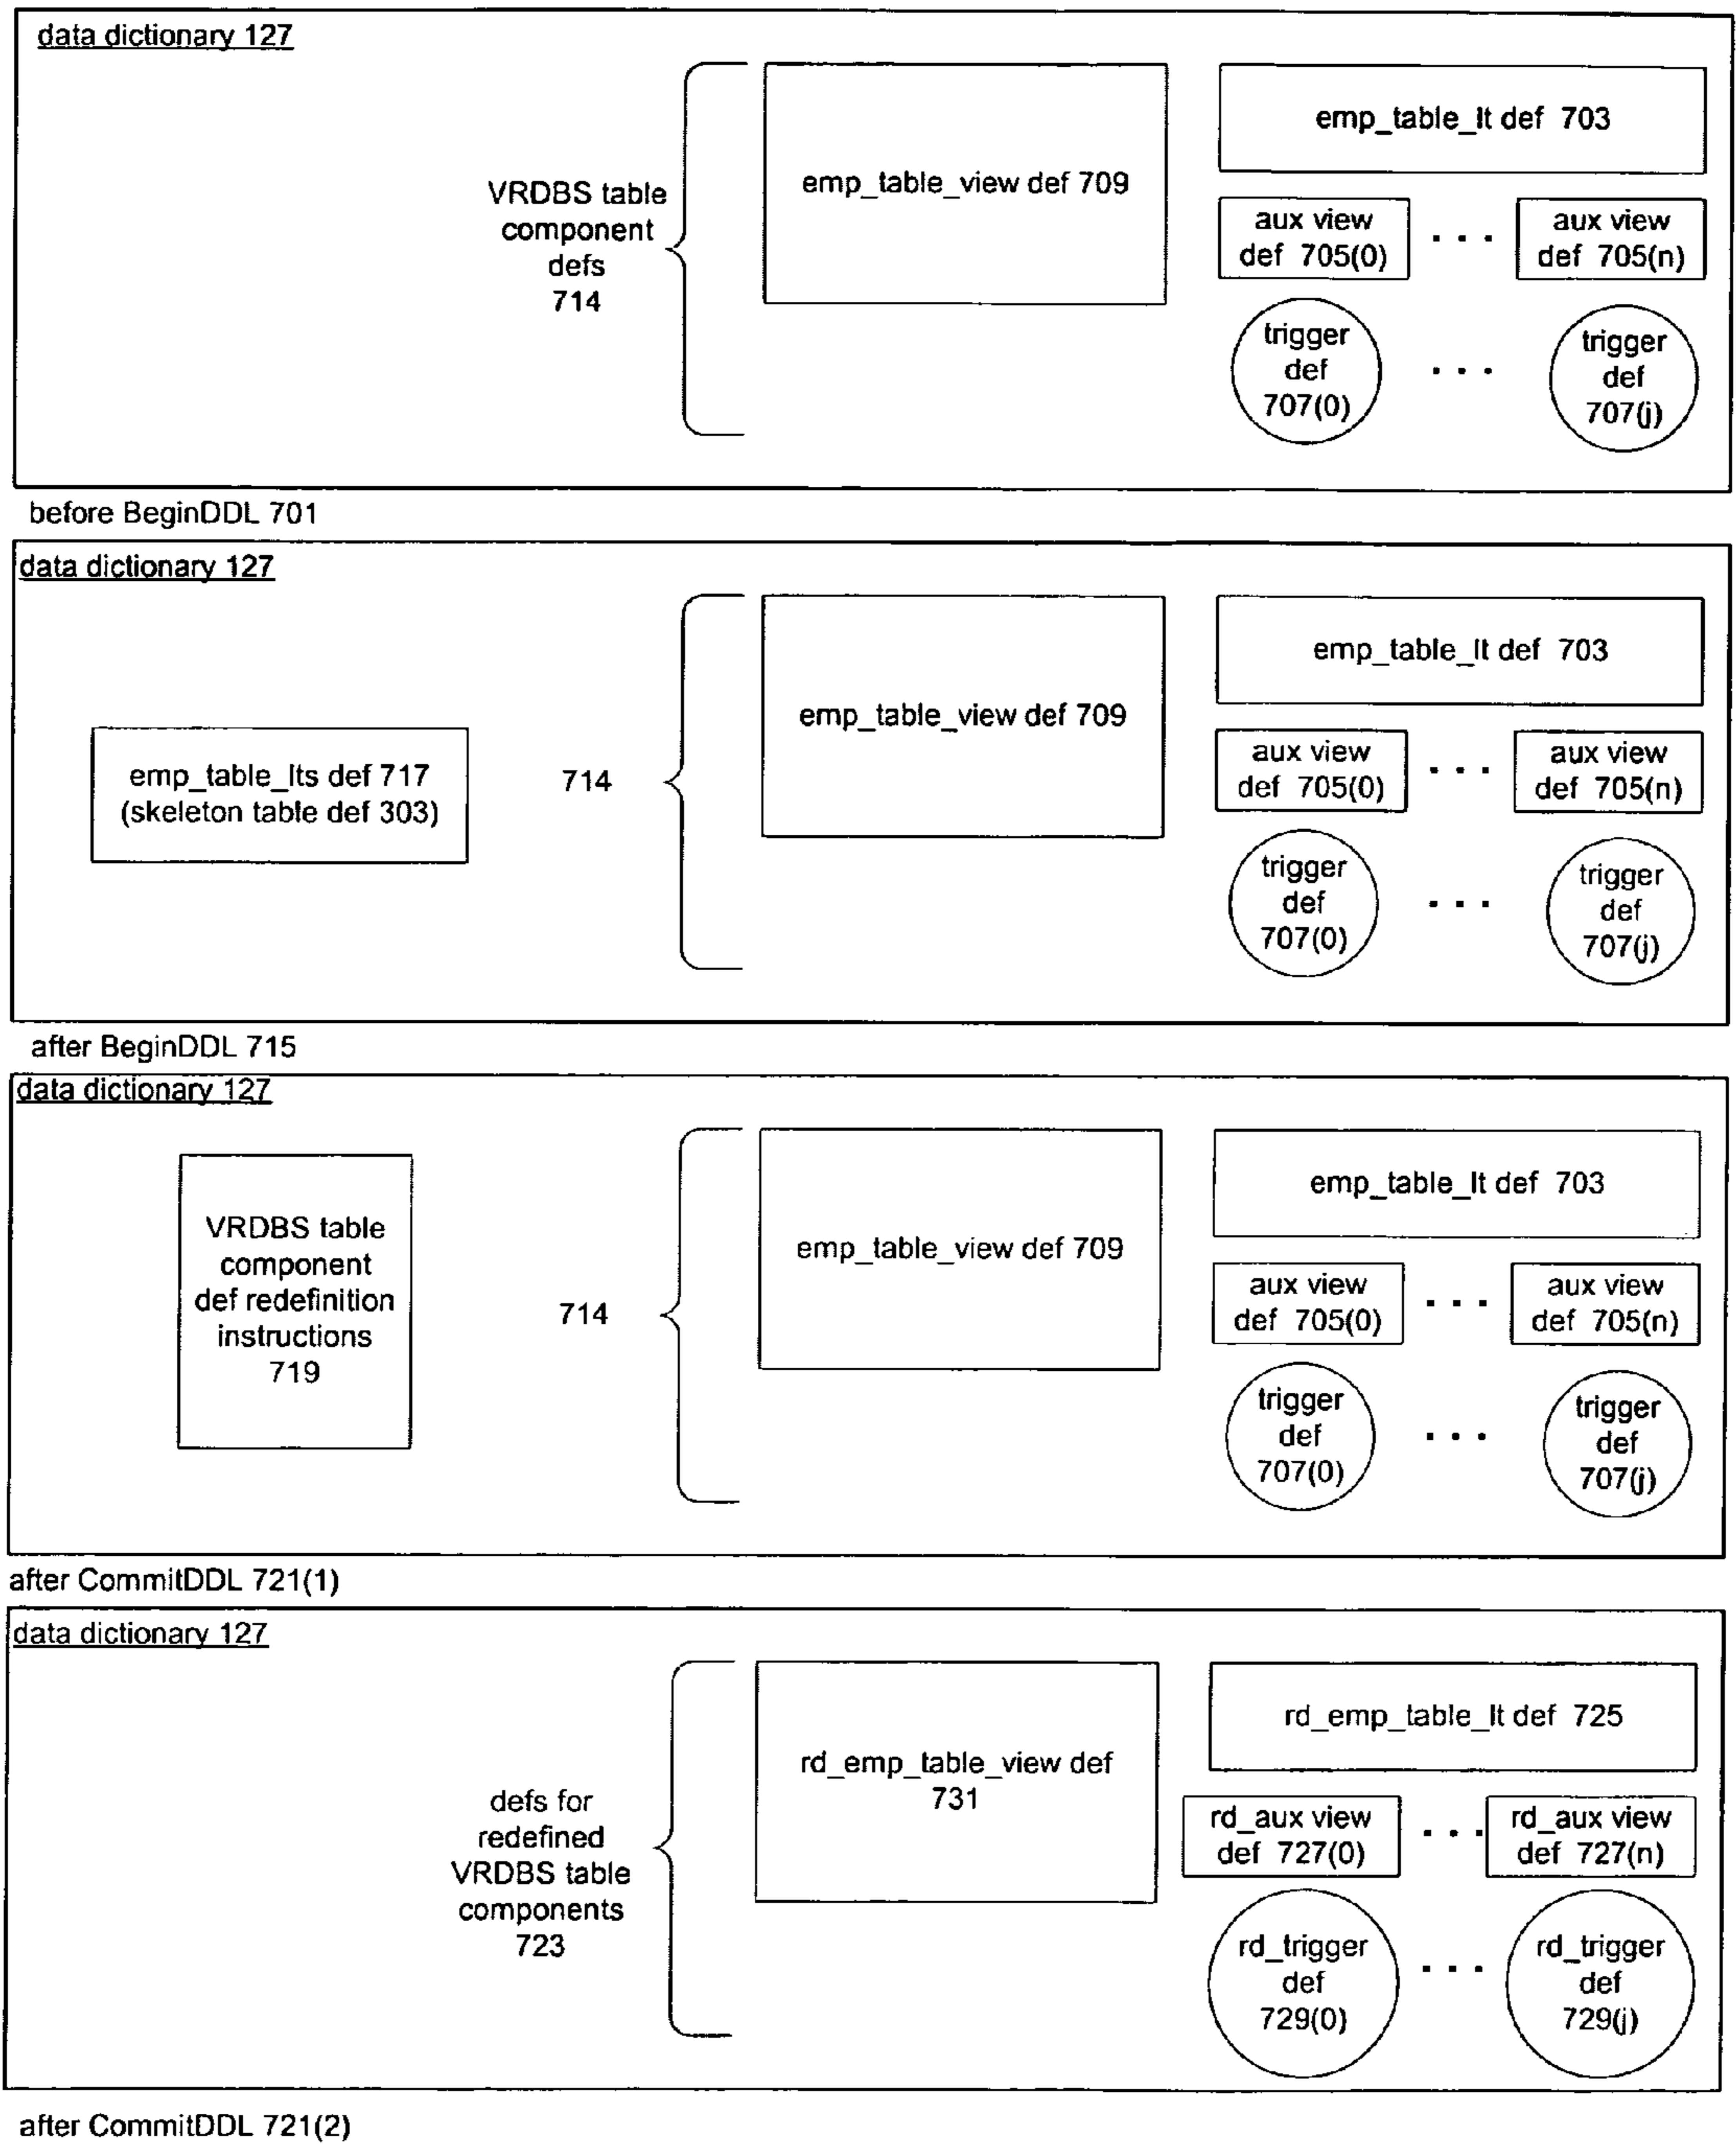 data dictionary 127
VRDBS table
component
defs
714
emp_table_view def 709
emp_table_lt def 703
aux view
def 705(0)
. . .
aux view
def 705(n)
trigger
def
707(0)
. . .
trigger
def
707(j)
before BeginDDL 701
data dictionary 127
emp_table_lts def 717
(skeleton table def 303)
714
emp_table_view def 709
emp_table_lt def 703
aux view
def 705(0)
. . .
aux view
def 705(n)
trigger
def
707(0)
. . .
trigger
def
707(j)
after BeginDDL 715
data dictionary 127
VRDBS table
component
def redefinition
instructions
719
714
emp_table_view def 709
emp_table_lt def 703
aux view
def 705(0)
. . .
aux view
def 705(n)
trigger
def
707(0)
. . .
trigger
def
707(j)
after CommitDDL 721(1)
data dictionary 127
defs for
redefined
VRDBS table
components
723
rd_emp_table_view def
731
rd_emp_table_lt def 725
rd_aux view
def 727(0)
. . .
rd_aux view
def 727(n)
rd_trigger
def
729(0)
. . .
rd_trigger
def
729(j)
after CommitDDL 721(2)